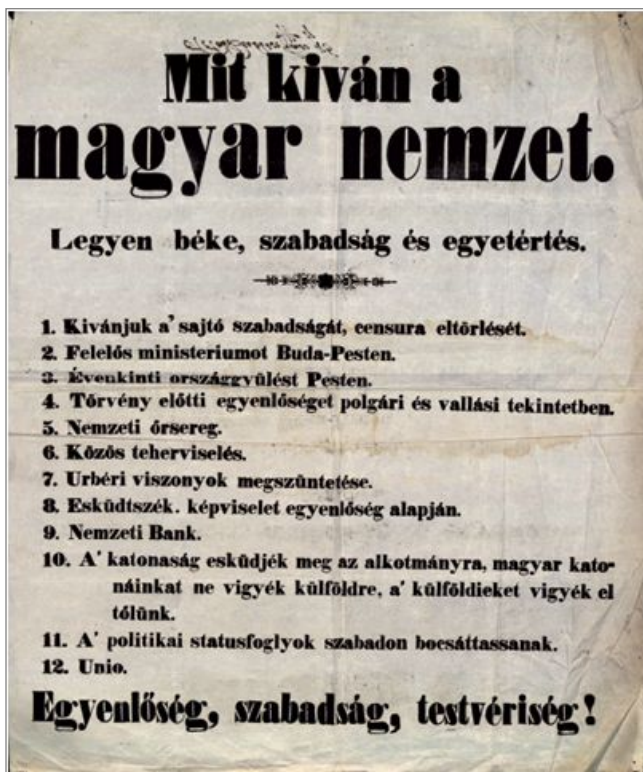 Mit kiván a
magyar nemzet.
Legyen béke, szabadság és egyetértés.
1. Kivánjuk a' sajtó szabadságát, censura eltörlését.
2. Felelős ministeriumot Buda-Pesten.
3. Évenkinti országgyülést Pesten.
4. Törvény előtti egyenlőséget polgári és vallási tekintetben.
5. Nemzeti őrsereg.
6. Közös teherviselés.
7. Urbéri viszonyok megszüntetése.
8. Esküdtszék. képviselet egyenlőség alapján.
9. Nemzeti Bank.
10. A' katonaság esküdjék meg az alkotmányra, magyar kato-
náinkat ne vigyék külföldre, a' külföldieket vigyék el
tőlünk.
11. A' politikai statusfoglyok szabadon bocsáttassanak.
12. Unio.
Egyenlőség, szabadság, testvériség!